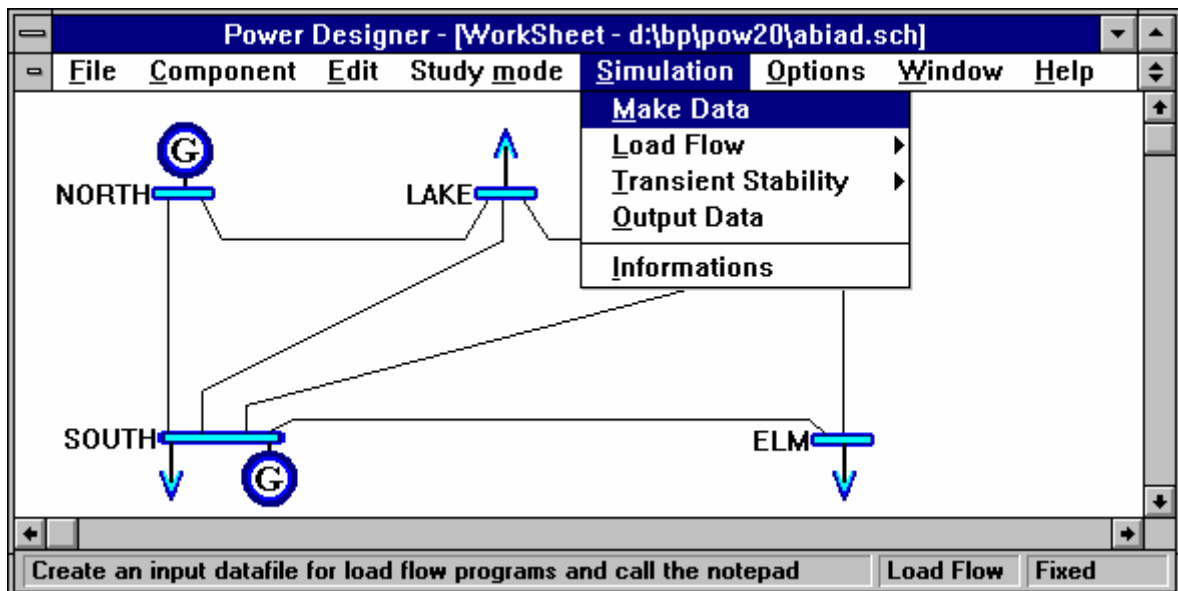 Power Designer - [WorkSheet - d:\bp\pow20\abiad.sch]
File Component Edit Study mode Simulation Options Window Help
Make Data
Load Flow
Transient Stability
Output Data
Informations
G
NORTH
LAKE
SOUTH
G
ELM
Create an input datafile for load flow programs and call the notepad
Load Flow
Fixed